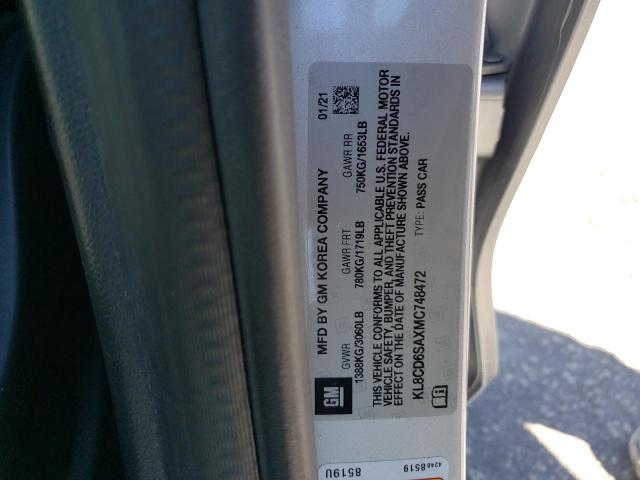 MFD BY GM KOREA COMPANY 01/21
GM
GVWR GAWR FRT GAWR RR
1388KG/3060LB 780KG/1719LB 750KG/1653LB
THIS VEHICLE CONFORMS TO ALL APPLICABLE U.S. FEDERAL MOTOR
VEHICLE SAFETY, BUMPER, AND THEFT PREVENTION STANDARDS IN
EFFECT ON THE DATE OF MANUFACTURE SHOWN ABOVE.
KL8CD6SAXMC748472 TYPE: PASS CAR
8519U
42488519